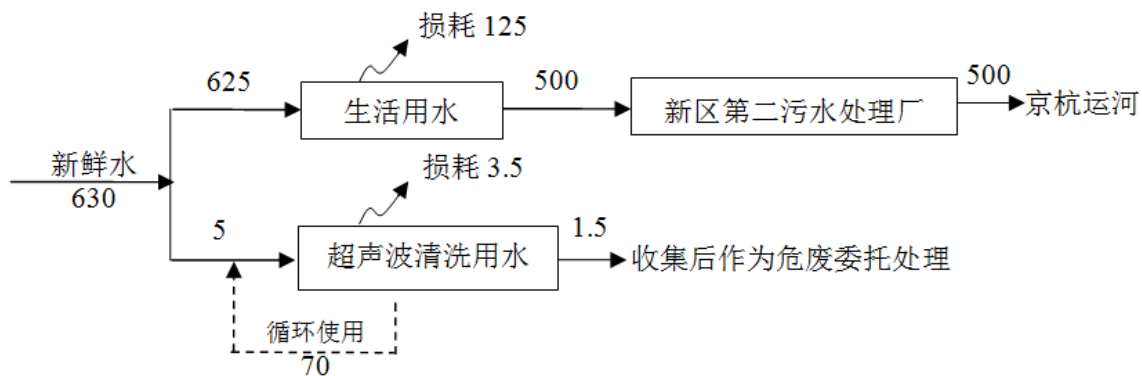 损耗 125
625
生活用水
500
新区第二污水处理厂
500
京杭运河
新鲜水
630
损耗 3.5
5
超声波清洗用水
1.5
收集后作为危废委托处理
循环使用
70